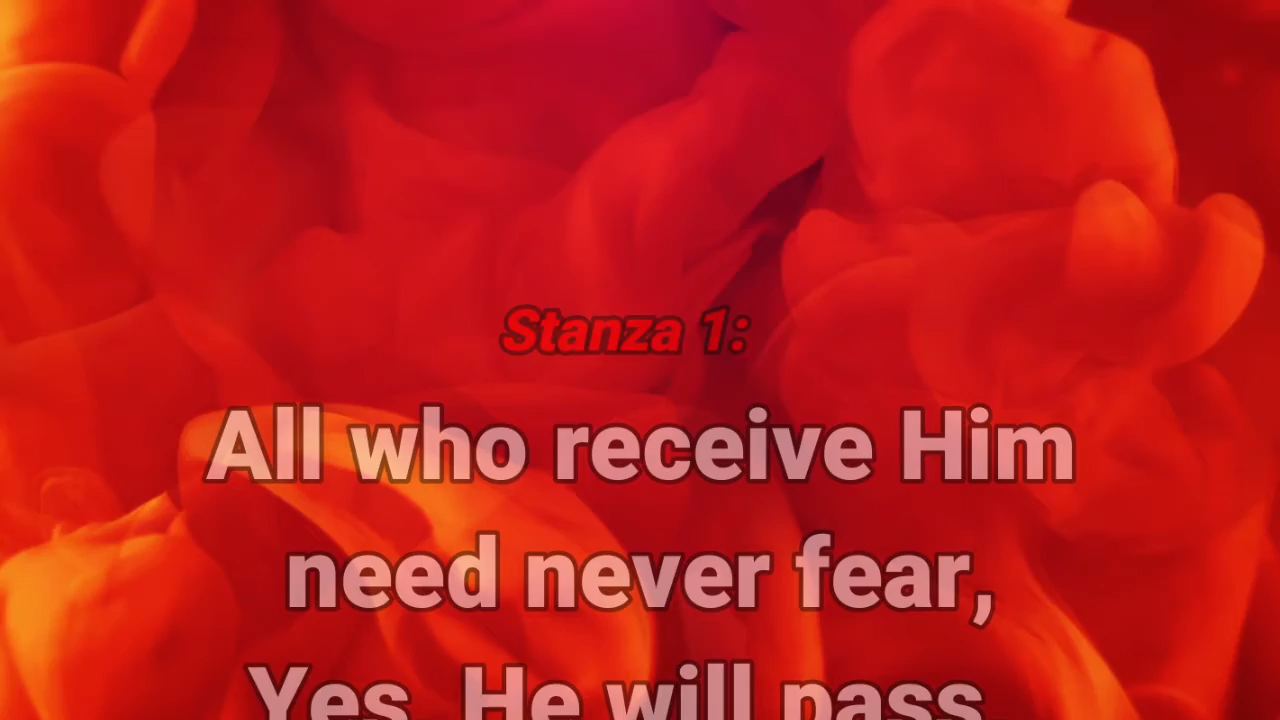 Stanza 1:
All who receive Him
need never fear,
Yes, He will pass,